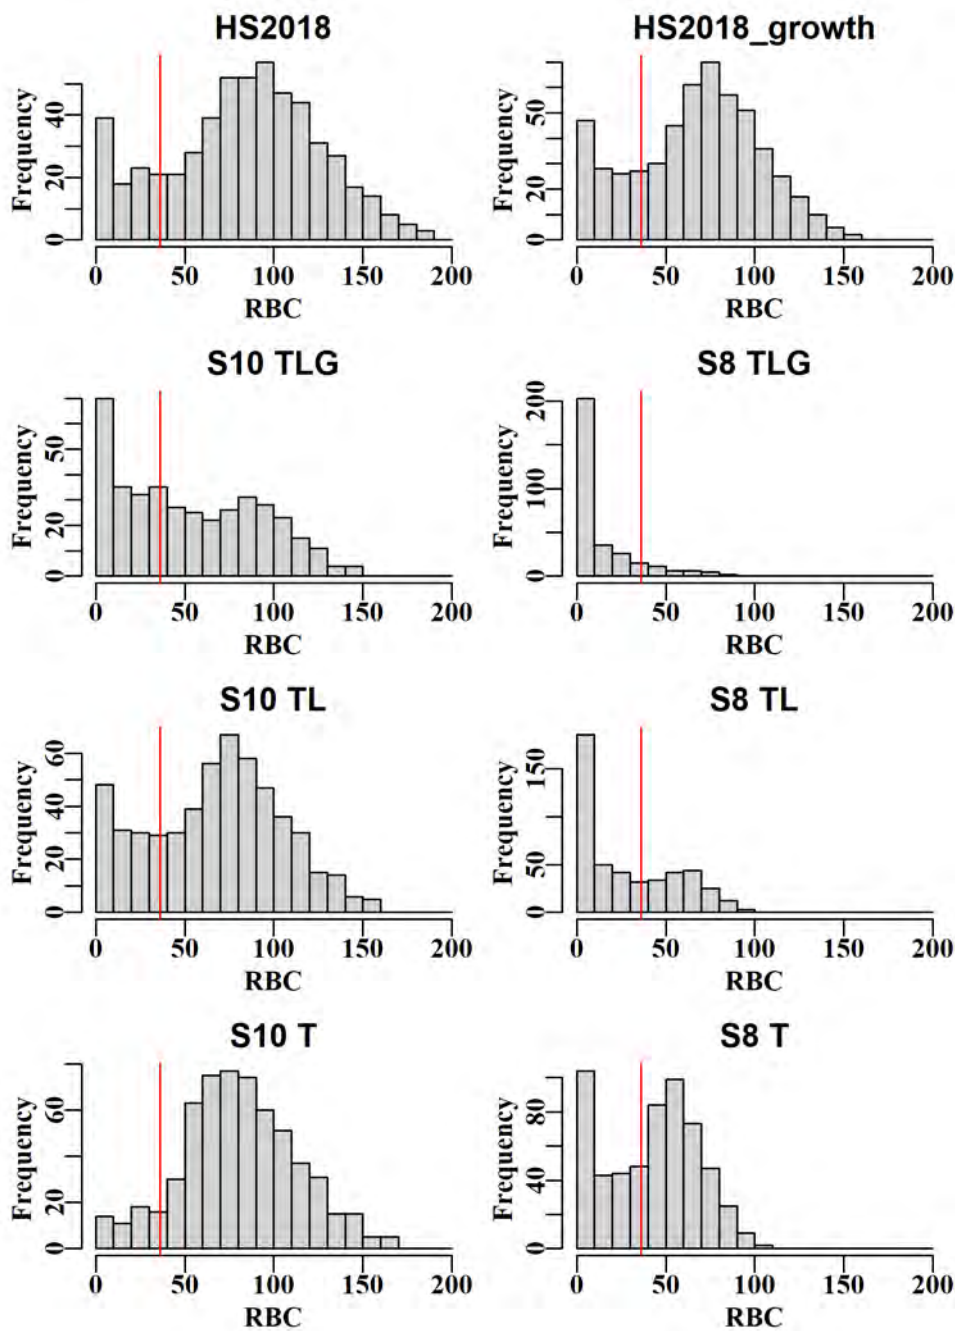 HS2018
HS2018_growth
Frequency
0 20 40
0 50 100 150 200
RBC
Frequency
0 20 50
0 50 100 150 200
RBC
S10 TLG
S8 TLG
Frequency
0 20 50
0 50 100 150 200
RBC
Frequency
0 100 200
0 50 100 150 200
RBC
S10 TL
S8 TL
Frequency
0 20 40 60
0 50 100 150 200
RBC
Frequency
0 50 150
0 50 100 150 200
RBC
S10 T
S8 T
Frequency
0 20 60
0 50 100 150 200
RBC
Frequency
0 40 80
0 50 100 150 200
RBC